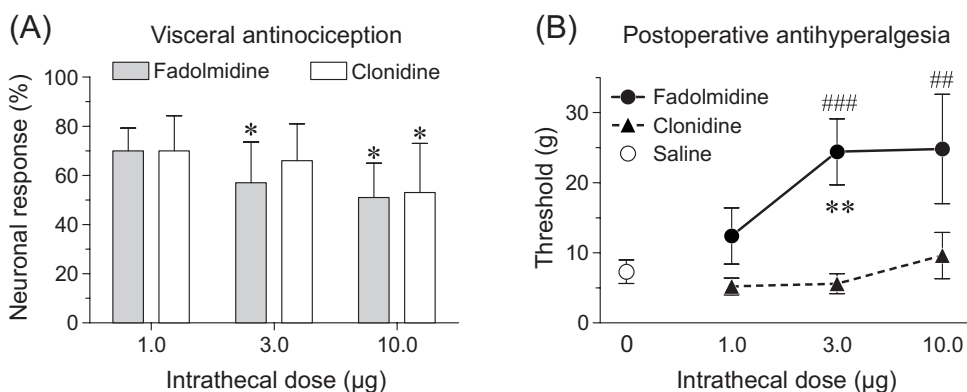 (A)
Visceral antinociception
Fadolmidine
Clonidine
Neuronal response (%)
100
80
60
40
20
0
*
*
*
1.0
3.0
10.0
Intrathecal dose (µg)
(B)
Postoperative antihyperalgesia
Fadolmidine
Clonidine
Saline
###
##
**
Threshold (g)
30
20
10
0
0
1.0
3.0
10.0
Intrathecal dose (µg)